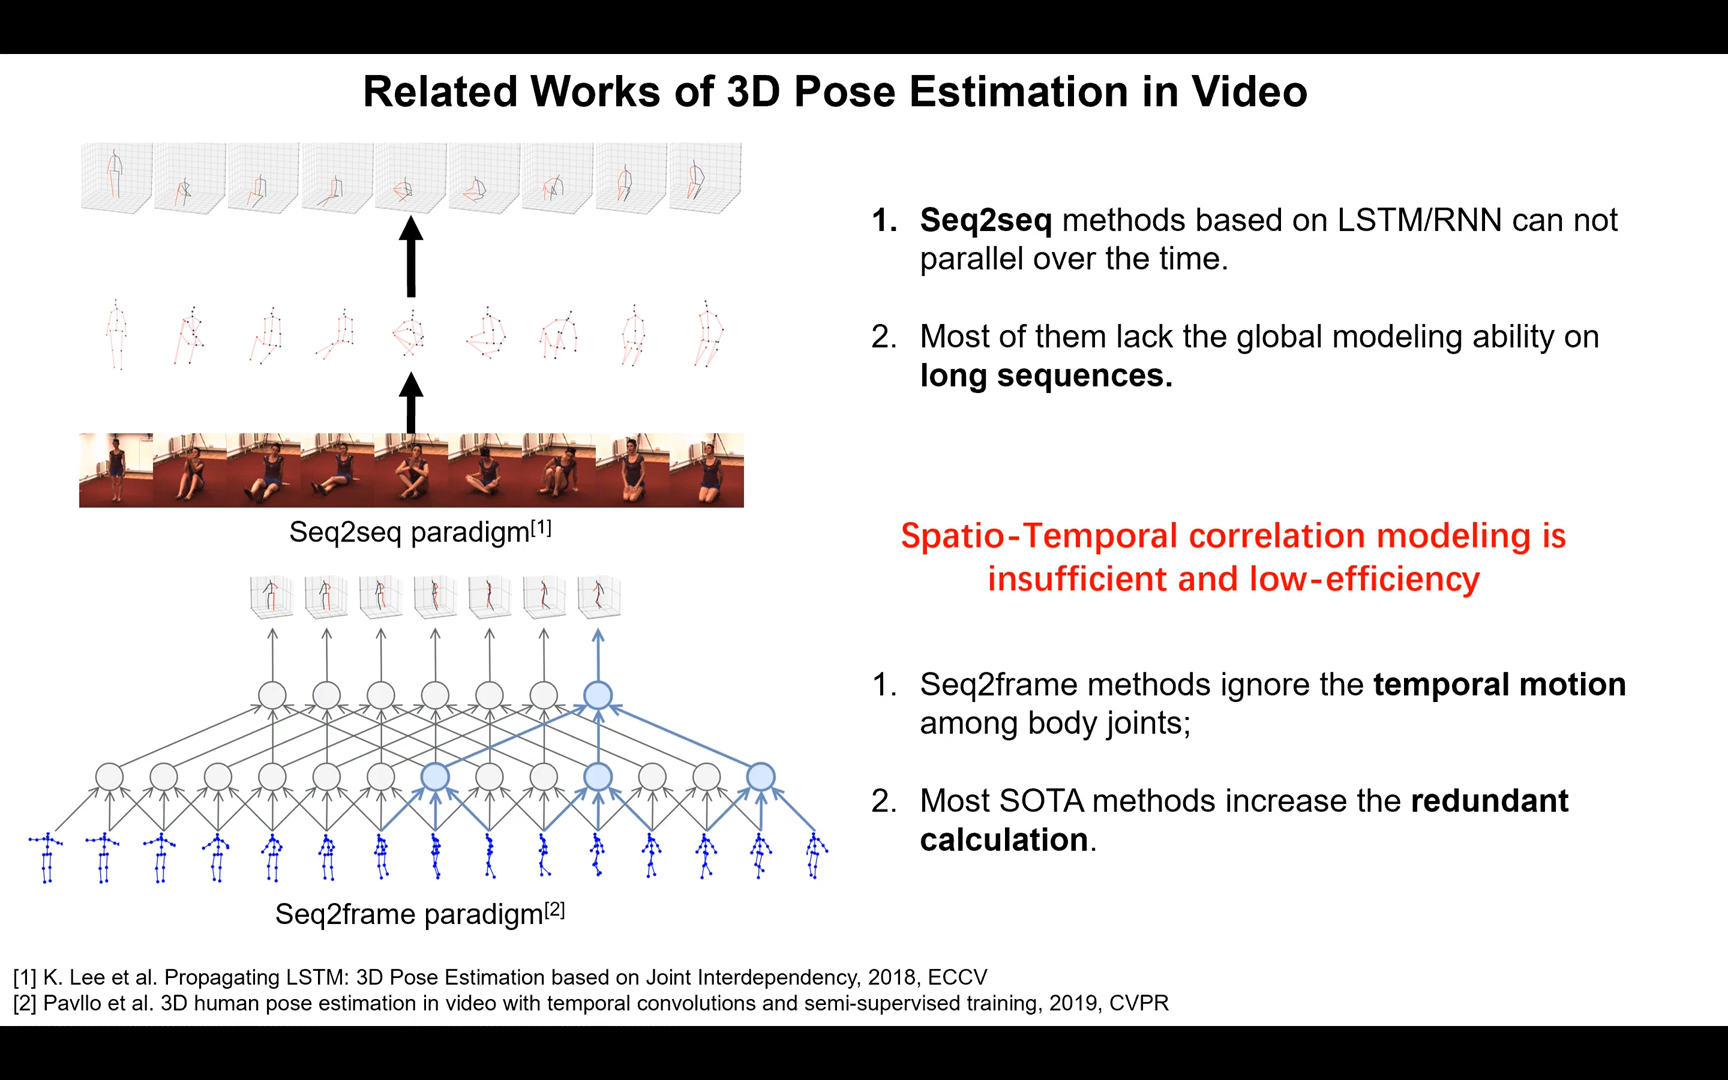 Related Works of 3D Pose Estimation in Video
1. Seq2seq methods based on LSTM/RNN can not
parallel over the time.
2. Most of them lack the global modeling ability on
long sequences.
Seq2seq paradigm[1]
Spatio-Temporal correlation modeling is
insufficient and low-efficiency
1. Seq2frame methods ignore the temporal motion
among body joints;
2. Most SOTA methods increase the redundant
calculation.
Seq2frame paradigm[2]
[1] K. Lee et al. Propagating LSTM: 3D Pose Estimation based on Joint Interdependency, 2018, ECCV
[2] Pavllo et al. 3D human pose estimation in video with temporal convolutions and semi-supervised training, 2019, CVPR